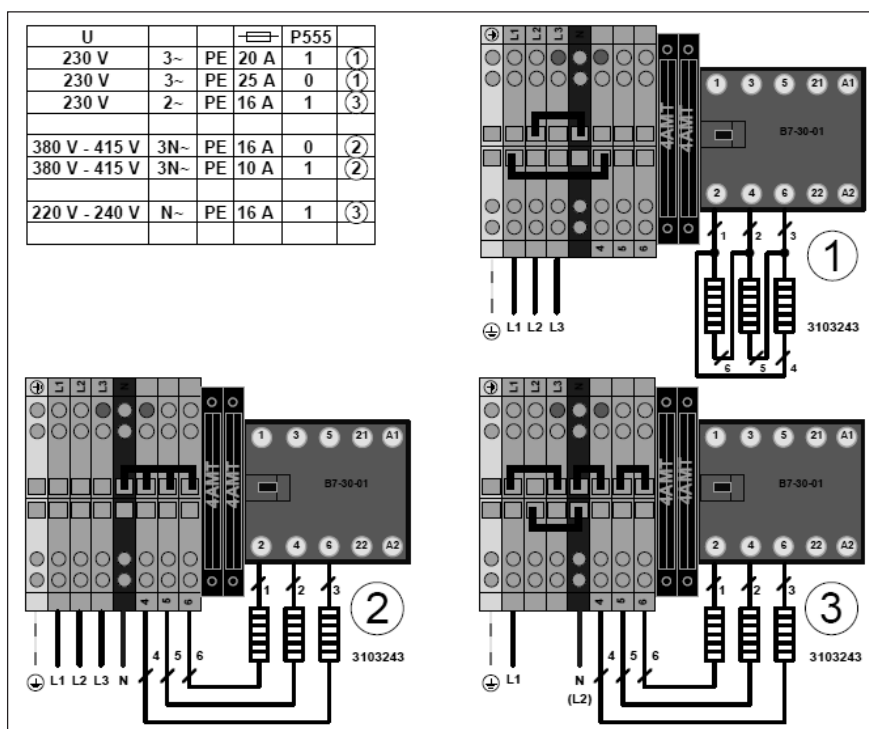 U P555
230 V 3~ PE 20 A 1 ①
230 V 3~ PE 25 A 0 ①
230 V 2~ PE 16 A 1 ③
380 V - 415 V 3N~ PE 16 A 0 ②
380 V - 415 V 3N~ PE 10 A 1 ②
220 V - 240 V N~ PE 16 A 1 ③
L1 L2 L3 N
4AMT 4AMT
1 3 5 21 A1
B7-30-01
2 4 6 22 A2
4 5 6
1 2 3
1
L1 L2 L3
3103243
6 5 4
L1 L2 L3 N
4AMT 4AMT
1 3 5 21 A1
B7-30-01
2 4 6 22 A2
4 5 6
1 2 3
2
4 5 6
3103243
L1 L2 L3 N
L1 L2 L3 N
4AMT 4AMT
1 3 5 21 A1
B7-30-01
2 4 6 22 A2
4 5 6
1 2 3
3
4 5 6
3103243
L1 N
(L2)